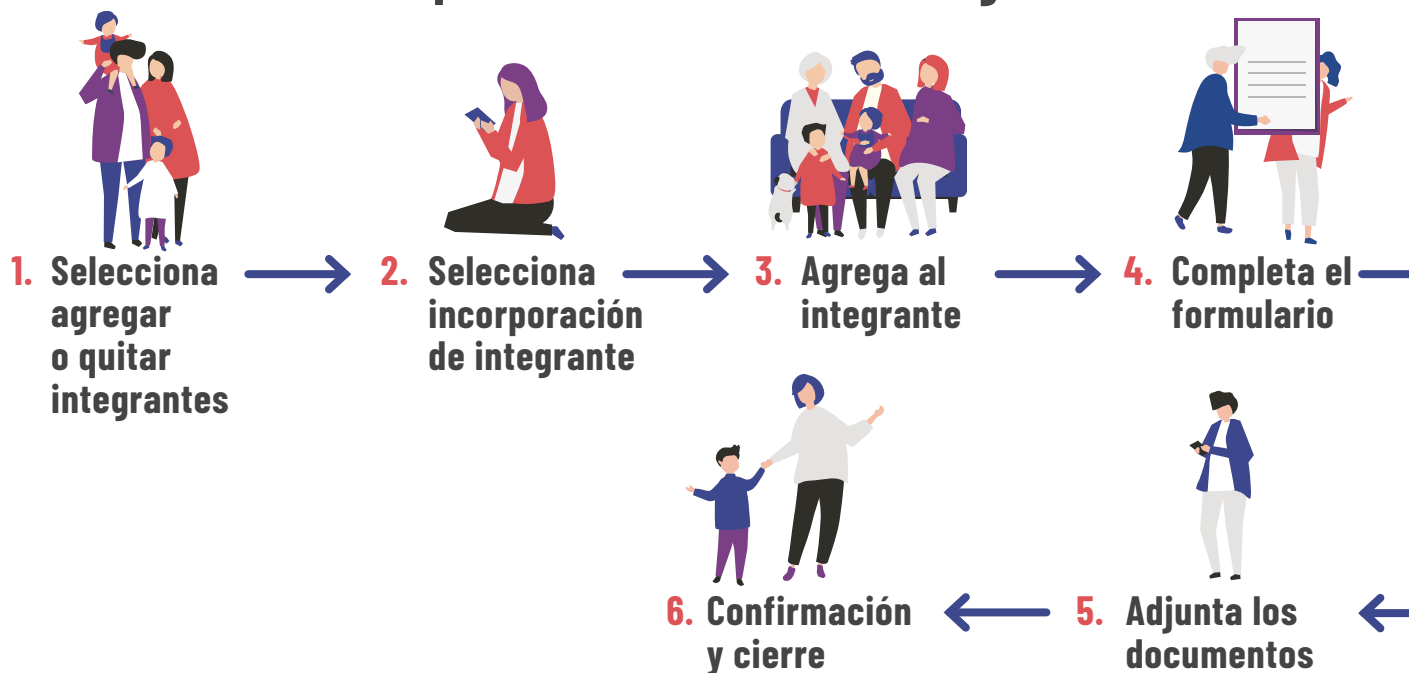 1. Selecciona
agregar
o quitar
integrantes
2. Selecciona
incorporación
de integrante
3. Agrega al
integrante
4. Completa el
formulario
5. Adjunta los
documentos
6. Confirmación
y cierre